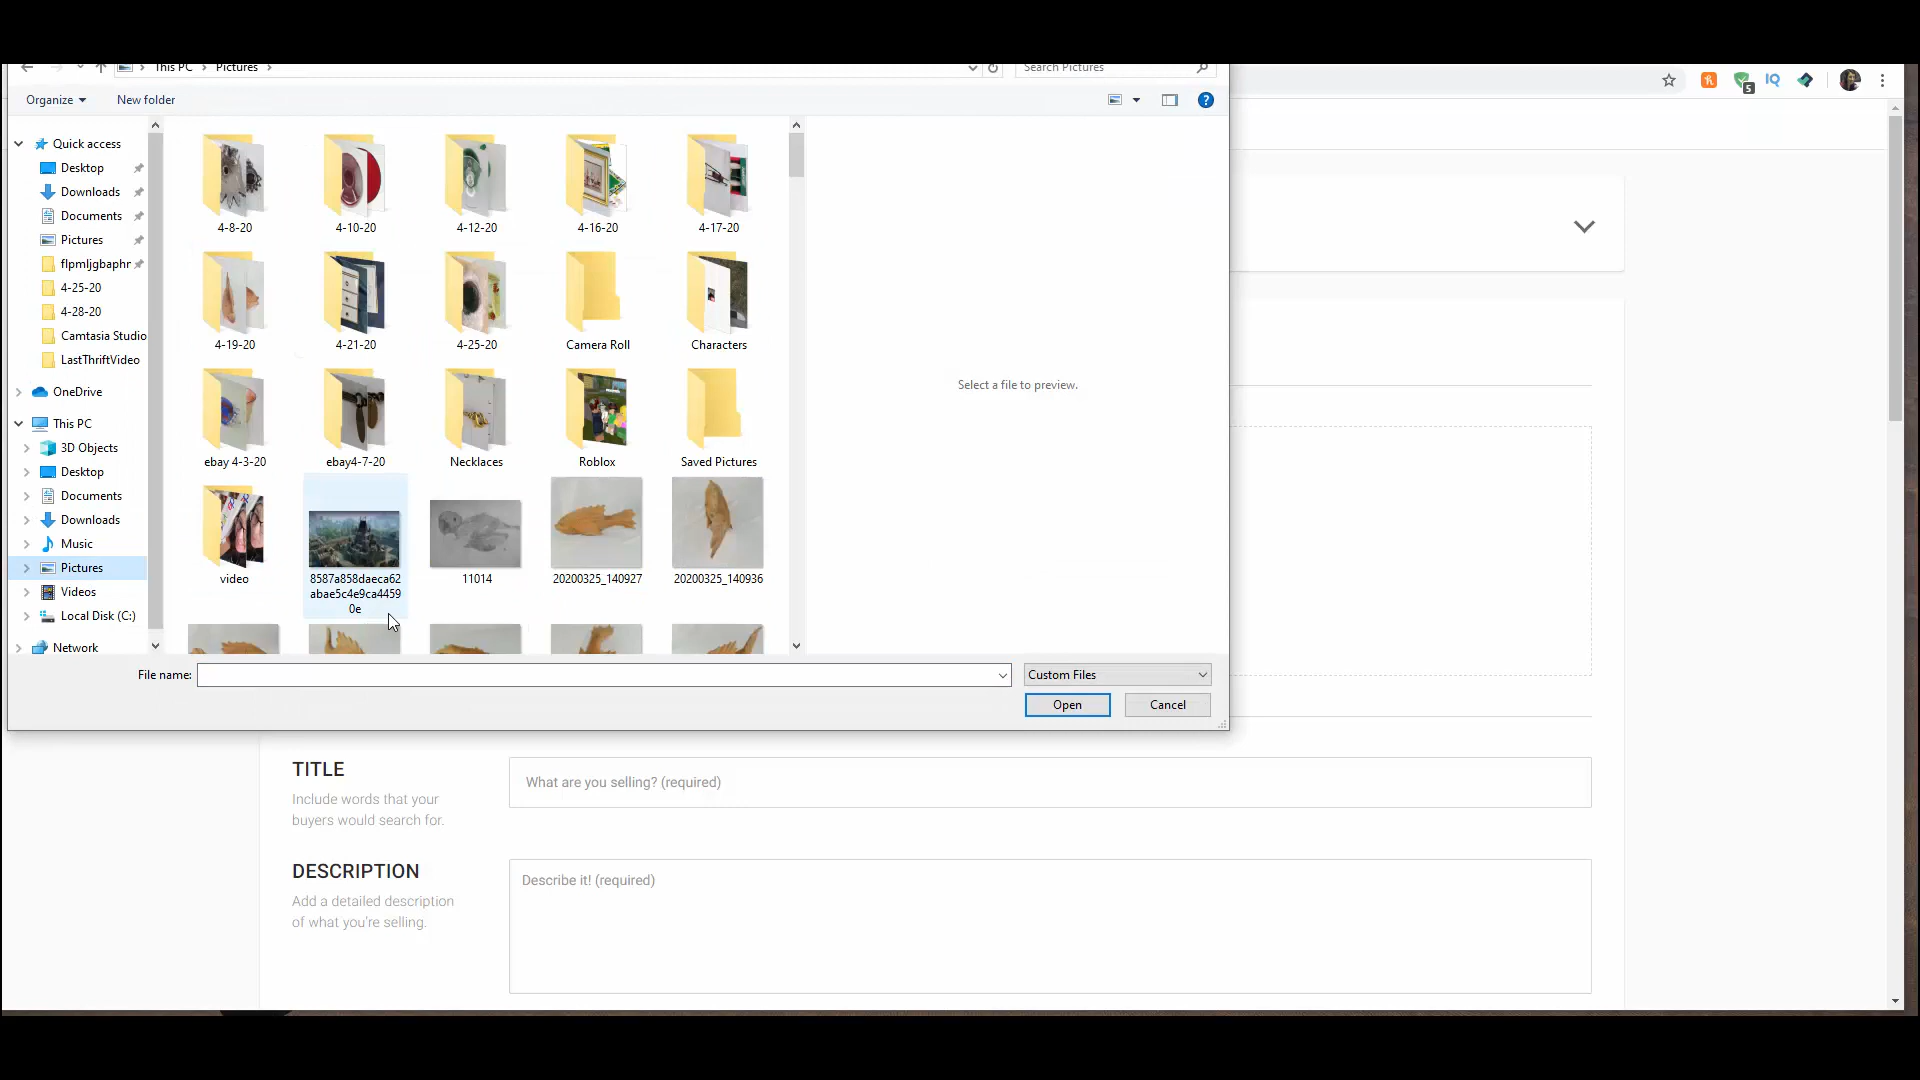 This PC > Pictures >
Search Pictures
Organize
New folder
5
Quick access
Desktop
Downloads
Documents
Pictures
flpmljgbaphr
4-25-20
4-28-20
Camtasia Studio
LastThriftVideo
OneDrive
This PC
3D Objects
Desktop
Documents
Downloads
Music
Pictures
Videos
Local Disk (C:)
Network
4-8-20
4-10-20
4-12-20
4-16-20
4-17-20
4-19-20
4-21-20
4-25-20
Camera Roll
Characters
ebay 4-3-20
ebay4-7-20
Necklaces
Roblox
Saved Pictures
video
8587a858daeca62
abae5c4e9ca4459
0e
11014
20200325_140927
20200325_140936
Select a file to preview.
File name:
Custom Files
Open
Cancel
TITLE
Include words that your
buyers would search for.
What are you selling? (required)
DESCRIPTION
Add a detailed description
of what you're selling.
Describe it! (required)